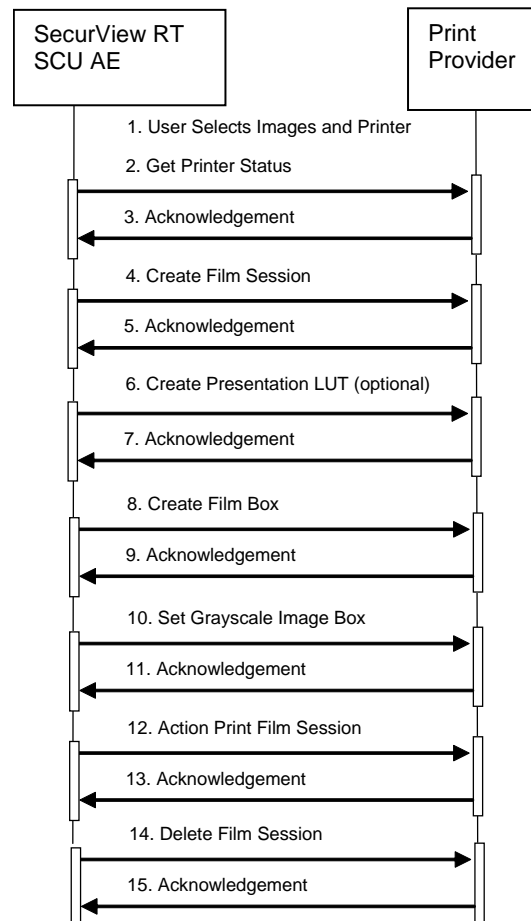 SecurView RT
SCU AE
Print
Provider
1. User Selects Images and Printer
2. Get Printer Status
3. Acknowledgement
4. Create Film Session
5. Acknowledgement
6. Create Presentation LUT (optional)
7. Acknowledgement
8. Create Film Box
9. Acknowledgement
10. Set Grayscale Image Box
11. Acknowledgement
12. Action Print Film Session
13. Acknowledgement
14. Delete Film Session
15. Acknowledgement